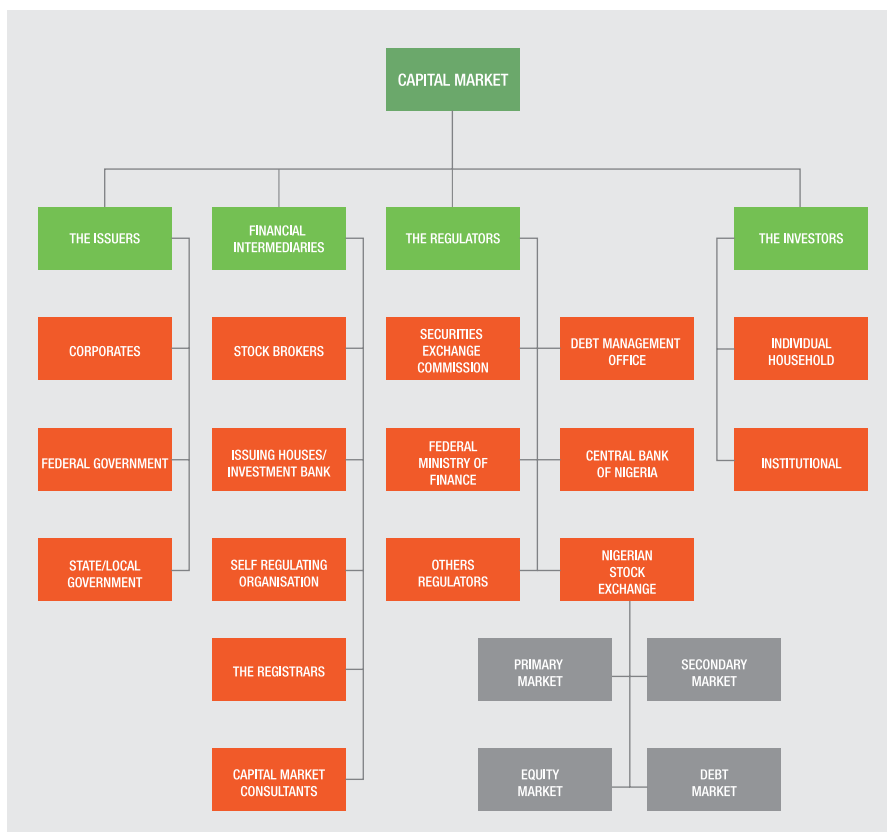 CAPITAL MARKET
THE ISSUERS
FINANCIAL
INTERMEDIARIES
THE REGULATORS
THE INVESTORS
CORPORATES
STOCK BROKERS
SECURITIES
EXCHANGE
COMMISSION
DEBT MANAGEMENT
OFFICE
INDIVIDUAL
HOUSEHOLD
FEDERAL GOVERNMENT
ISSUING HOUSES/
INVESTMENT BANK
FEDERAL
MINISTRY OF
FINANCE
CENTRAL BANK
OF NIGERIA
INSTITUTIONAL
STATE/LOCAL
GOVERNMENT
SELF REGULATING
ORGANISATION
OTHERS
REGULATORS
NIGERIAN
STOCK
EXCHANGE
THE REGISTRARS
PRIMARY
MARKET
SECONDARY
MARKET
CAPITAL MARKET
CONSULTANTS
EQUITY
MARKET
DEBT
MARKET